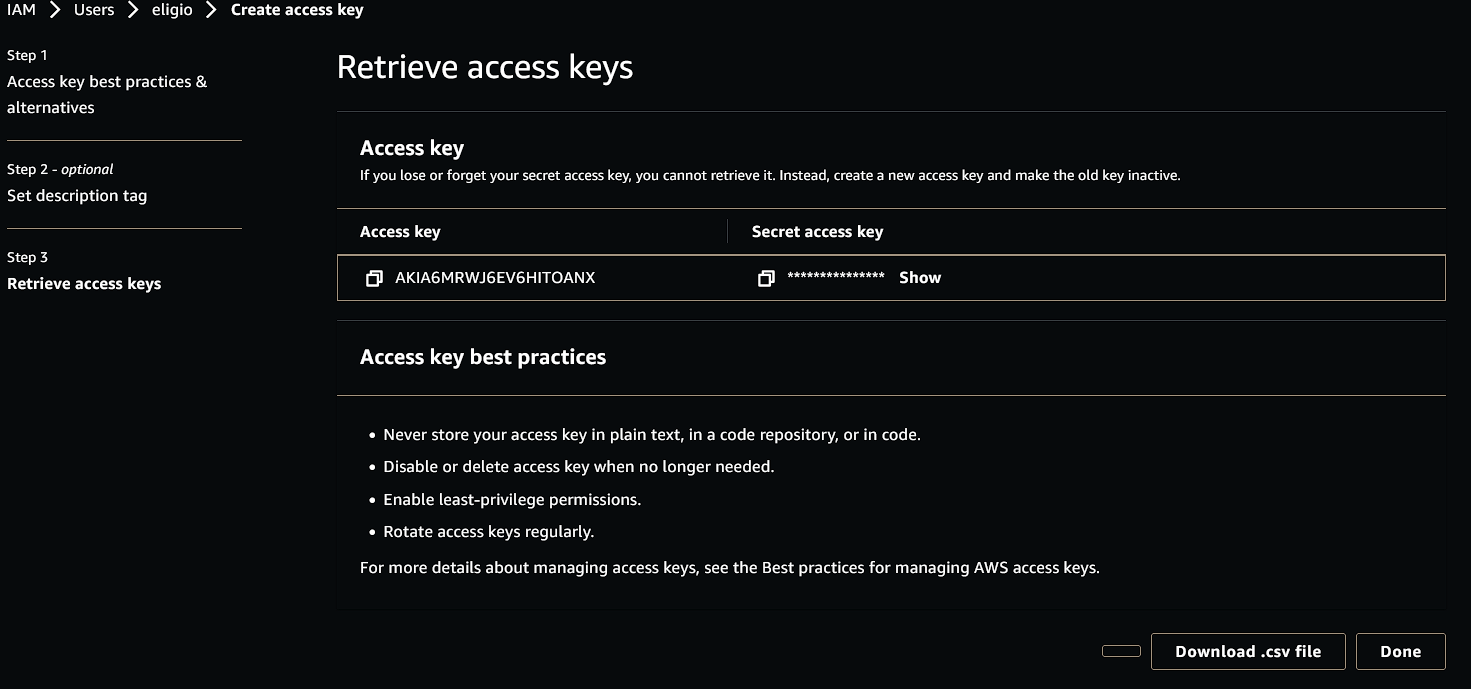 IAM > Users > eligio > Create access key
Step 1
Access key best practices &
alternatives
Step 2 - optional
Set description tag
Step 3
Retrieve access keys
Retrieve access keys
Access key
If you lose or forget your secret access key, you cannot retrieve it. Instead, create a new access key and make the old key inactive.
Access key Secret access key
AKIA6MRWJ6EV6HITOANX *************** Show
Access key best practices
• Never store your access key in plain text, in a code repository, or in code.
• Disable or delete access key when no longer needed.
• Enable least-privilege permissions.
• Rotate access keys regularly.
For more details about managing access keys, see the Best practices for managing AWS access keys.
Download .csv file Done